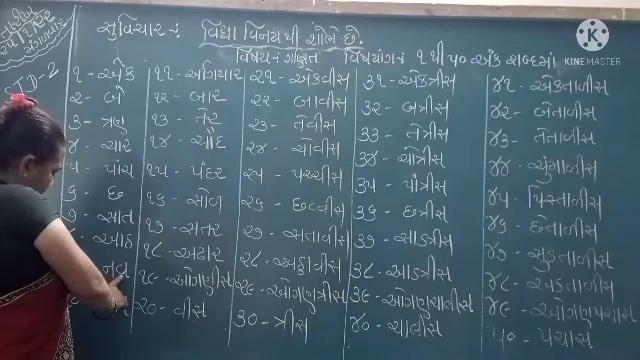 સુવિચાર :- વિદ્યા વિનય થી શોભે છે.
વિષય : ગણિત વિષયાંગ : ૧ થી ૫૦ અંક શબ્દમાં
KINEMASTER
STD-2
૧ - એક
૨ - બે
૩ - ત્રણ
૪ - ચાર
૫ - પાંચ
૬ - છ
૭ - સાત
૮ - આઠ
નવ
૧૧ - અગિયાર
૧૨ - બાર
૧૩ - તેર
૧૪ - ચૌદ
૧૫ - પંદર
૧૬ - સોળ
૧૭ - સત્તર
૧૮ - અઢાર
૧૯ - ઓગણીસ
૨૦ - વીસ
૨૧ - એકવીસ
૨૨ - બાવીસ
૨૩ - તેવીસ
૨૪ - ચોવીસ
૨૫ - પચ્ચીસ
૨૬ - છવ્વીસ
૨૭ - સતાવીસ
૨૮ - અઠ્ઠાવીસ
૨૯ - ઓગણત્રીસ
૩૦ - ત્રીસ
૩૧ - એકત્રીસ
૩૨ - બત્રીસ
૩૩ - તેત્રીસ
૩૪ - ચોત્રીસ
૩૫ - પાંત્રીસ
૩૬ - છત્રીસ
૩૭ - સાડત્રીસ
૩૮ - આડત્રીસ
૩૯ - ઓગણચાલીસ
૪૦ - ચાલીસ
૪૧ - એકતાળીસ
૪૨ - બેતાળીસ
૪૩ - તેતાળીસ
૪૪ - ચુંમાળીસ
૪૫ - પિસ્તાળીસ
૪૬ - છેતાળીસ
૪૭ - સુડતાળીસ
૪૮ - અડતાળીસ
૪૯ - ઓગણપચાસ
૫૦ - પચાસ